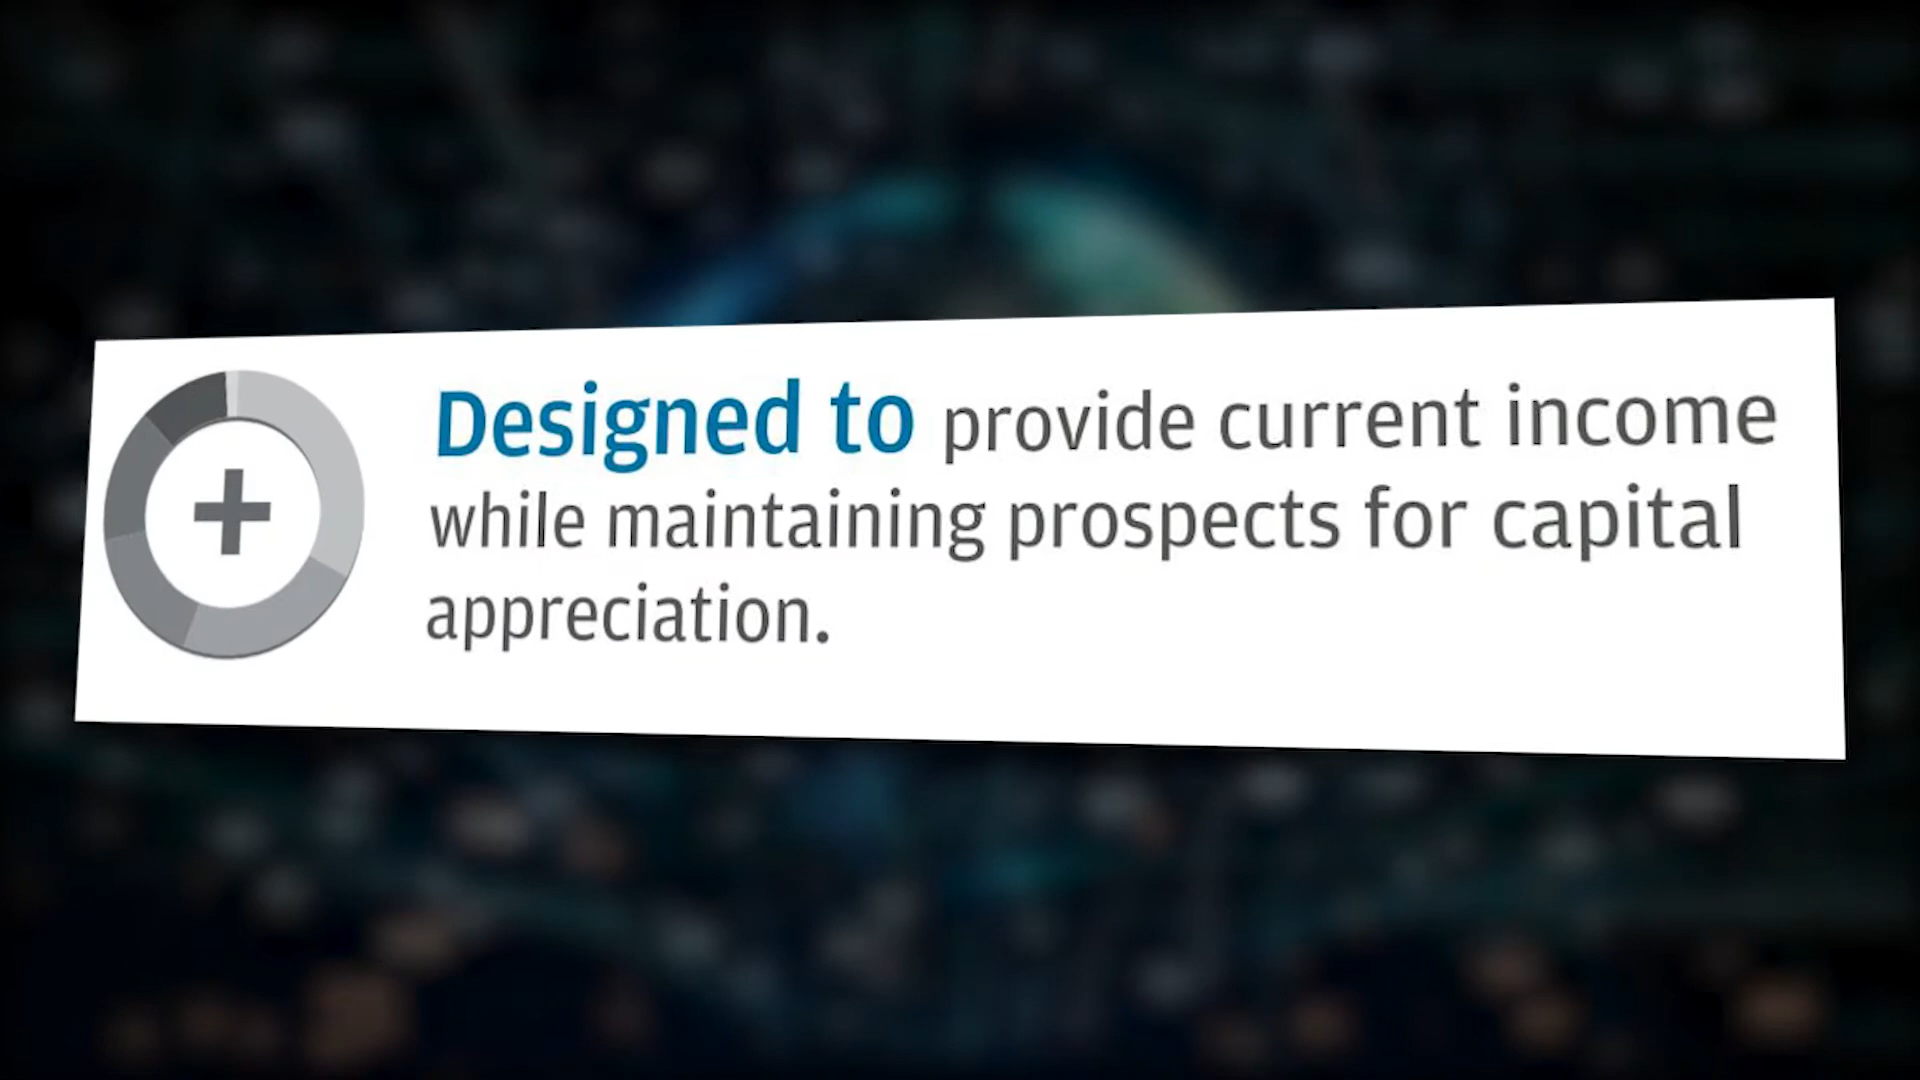 Designed to provide current income
while maintaining prospects for capital
appreciation.